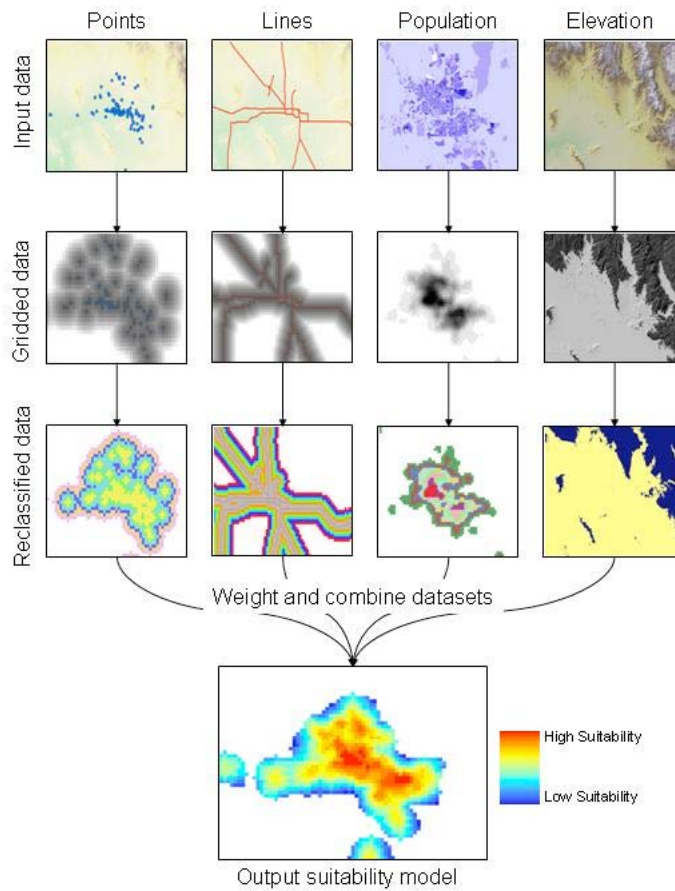 Points
Lines
Population
Elevation
Input data
Gridded data
Reclassified data
Weight and combine datasets
High Suitability
Low Suitability
Output suitability model